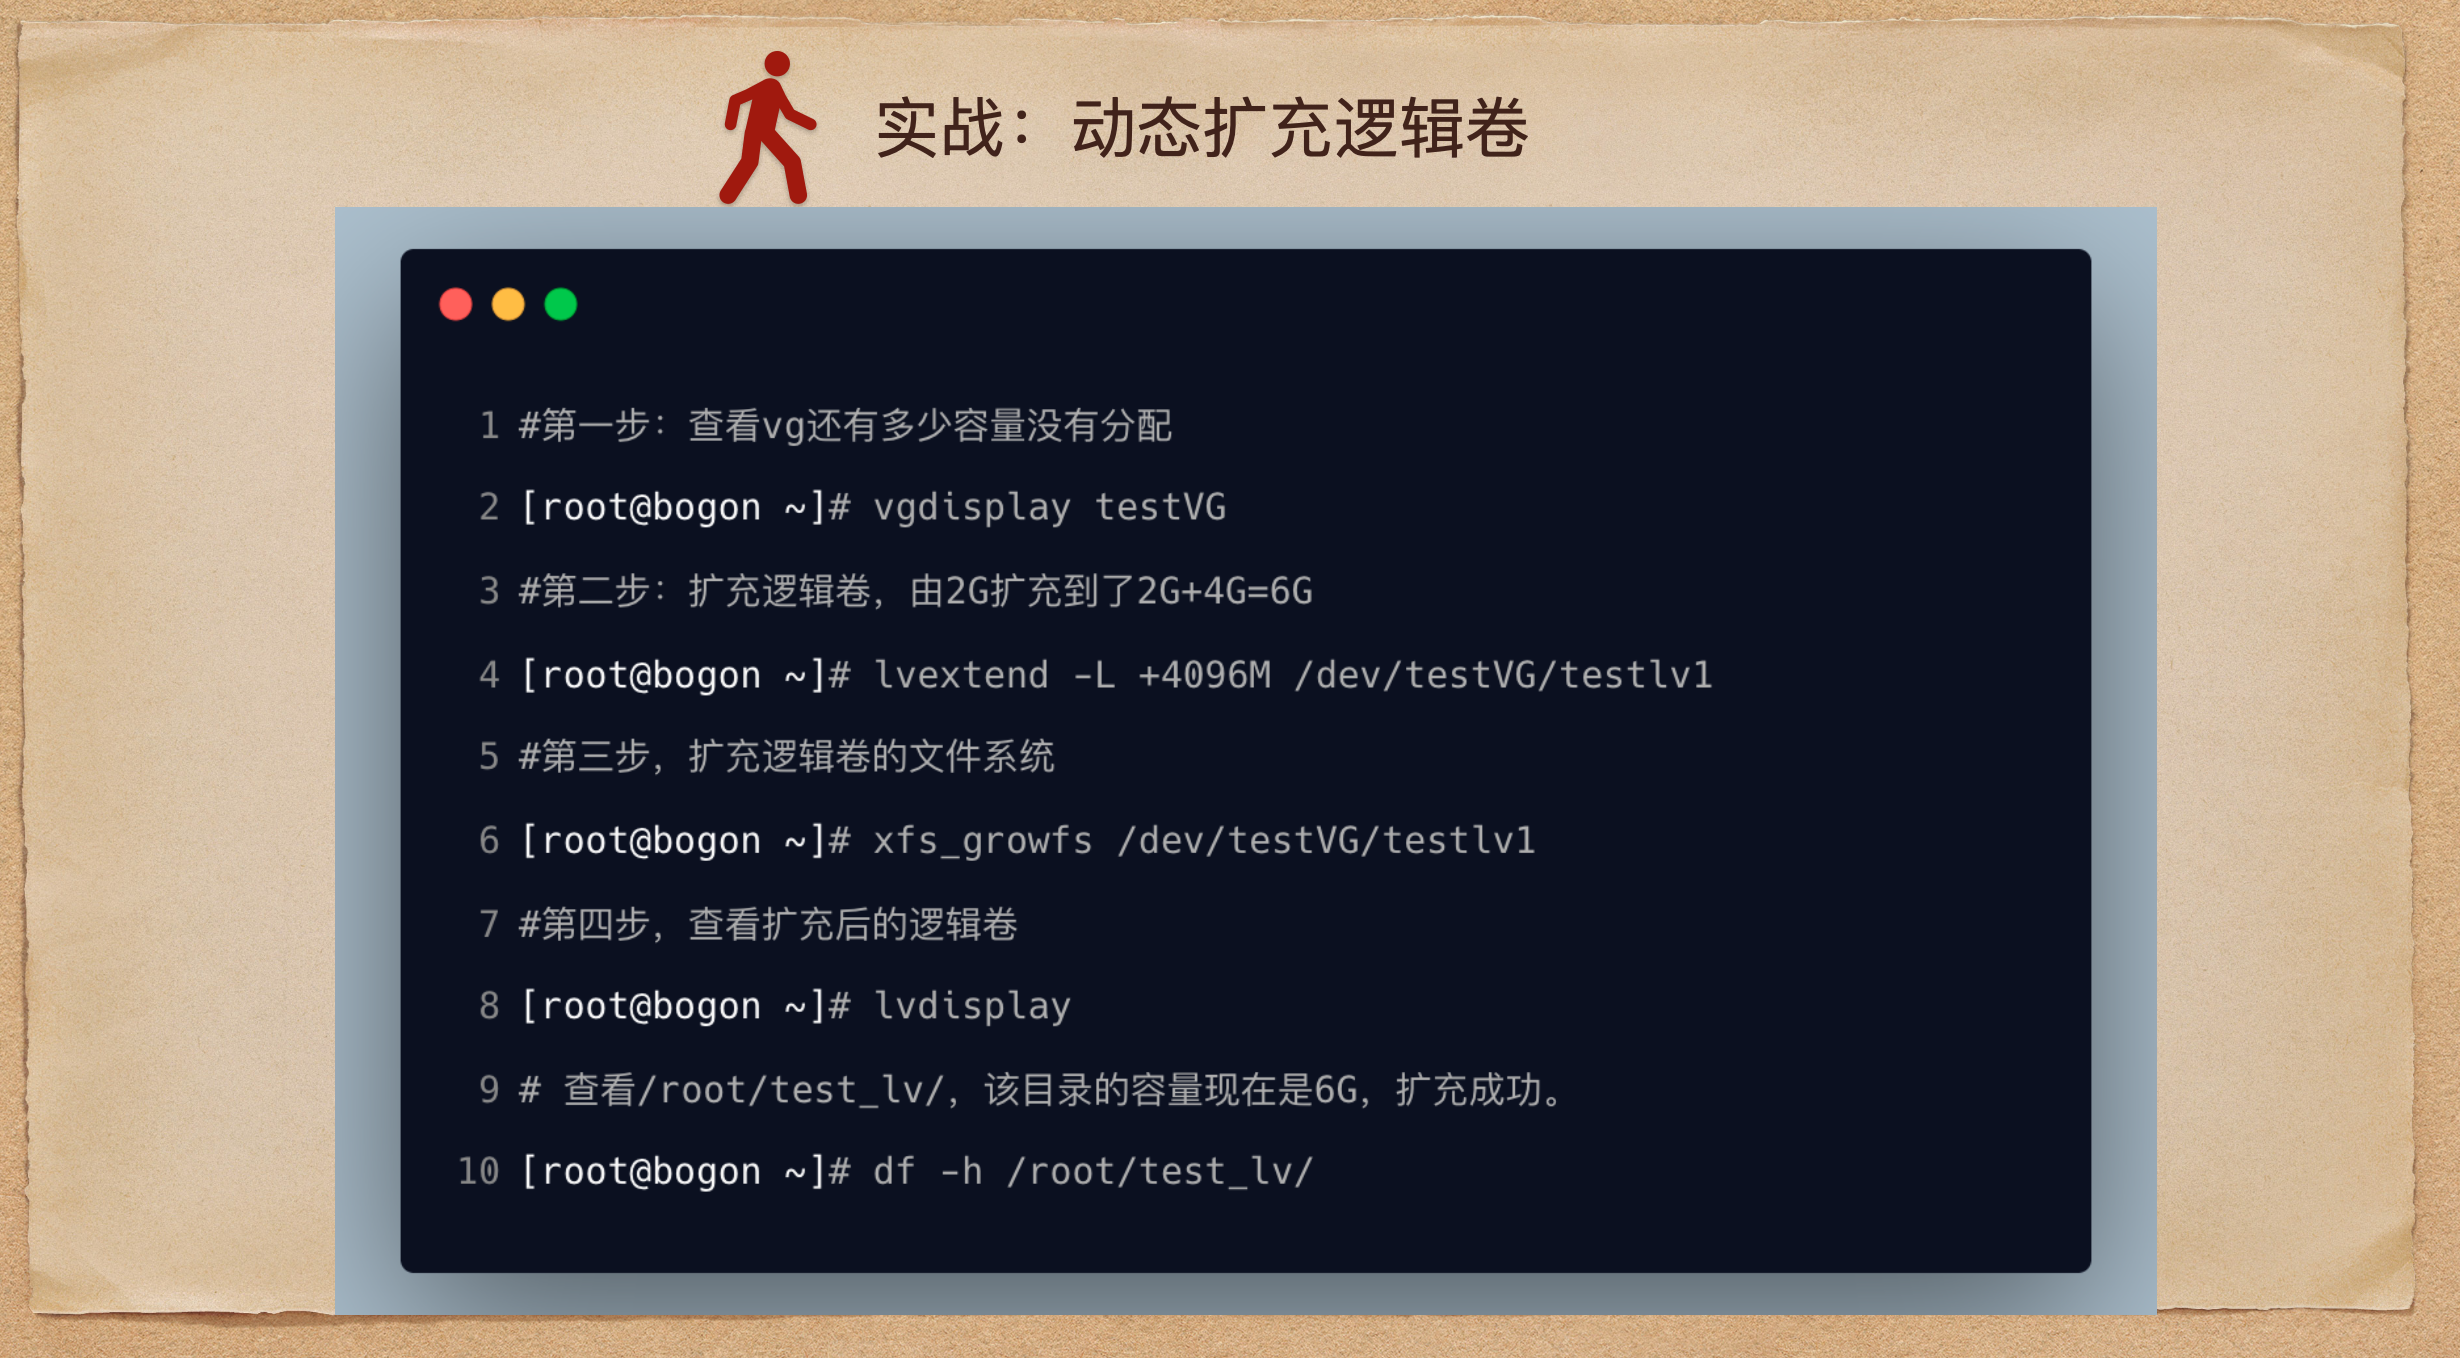 实战：动态扩充逻辑卷
1 #第一步：查看vg还有多少容量没有分配
2 [root@bogon ~]# vgdisplay testVG
3 #第二步：扩充逻辑卷，由2G扩充到了2G+4G=6G
4 [root@bogon ~]# lvextend -L +4096M /dev/testVG/testlv1
5 #第三步，扩充逻辑卷的文件系统
6 [root@bogon ~]# xfs_growfs /dev/testVG/testlv1
7 #第四步，查看扩充后的逻辑卷
8 [root@bogon ~]# lvdisplay
9 # 查看/root/test_lv/，该目录的容量现在是6G，扩充成功。
10 [root@bogon ~]# df -h /root/test_lv/